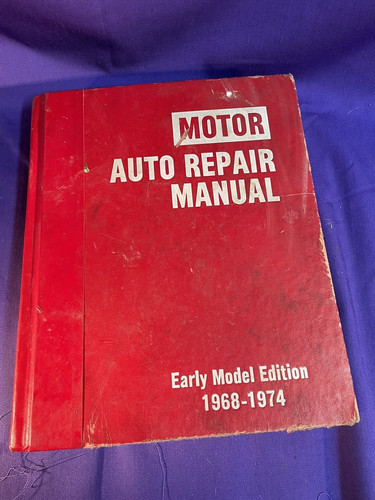 MOTOR
AUTO REPAIR
MANUAL
Early Model Edition
1968-1974